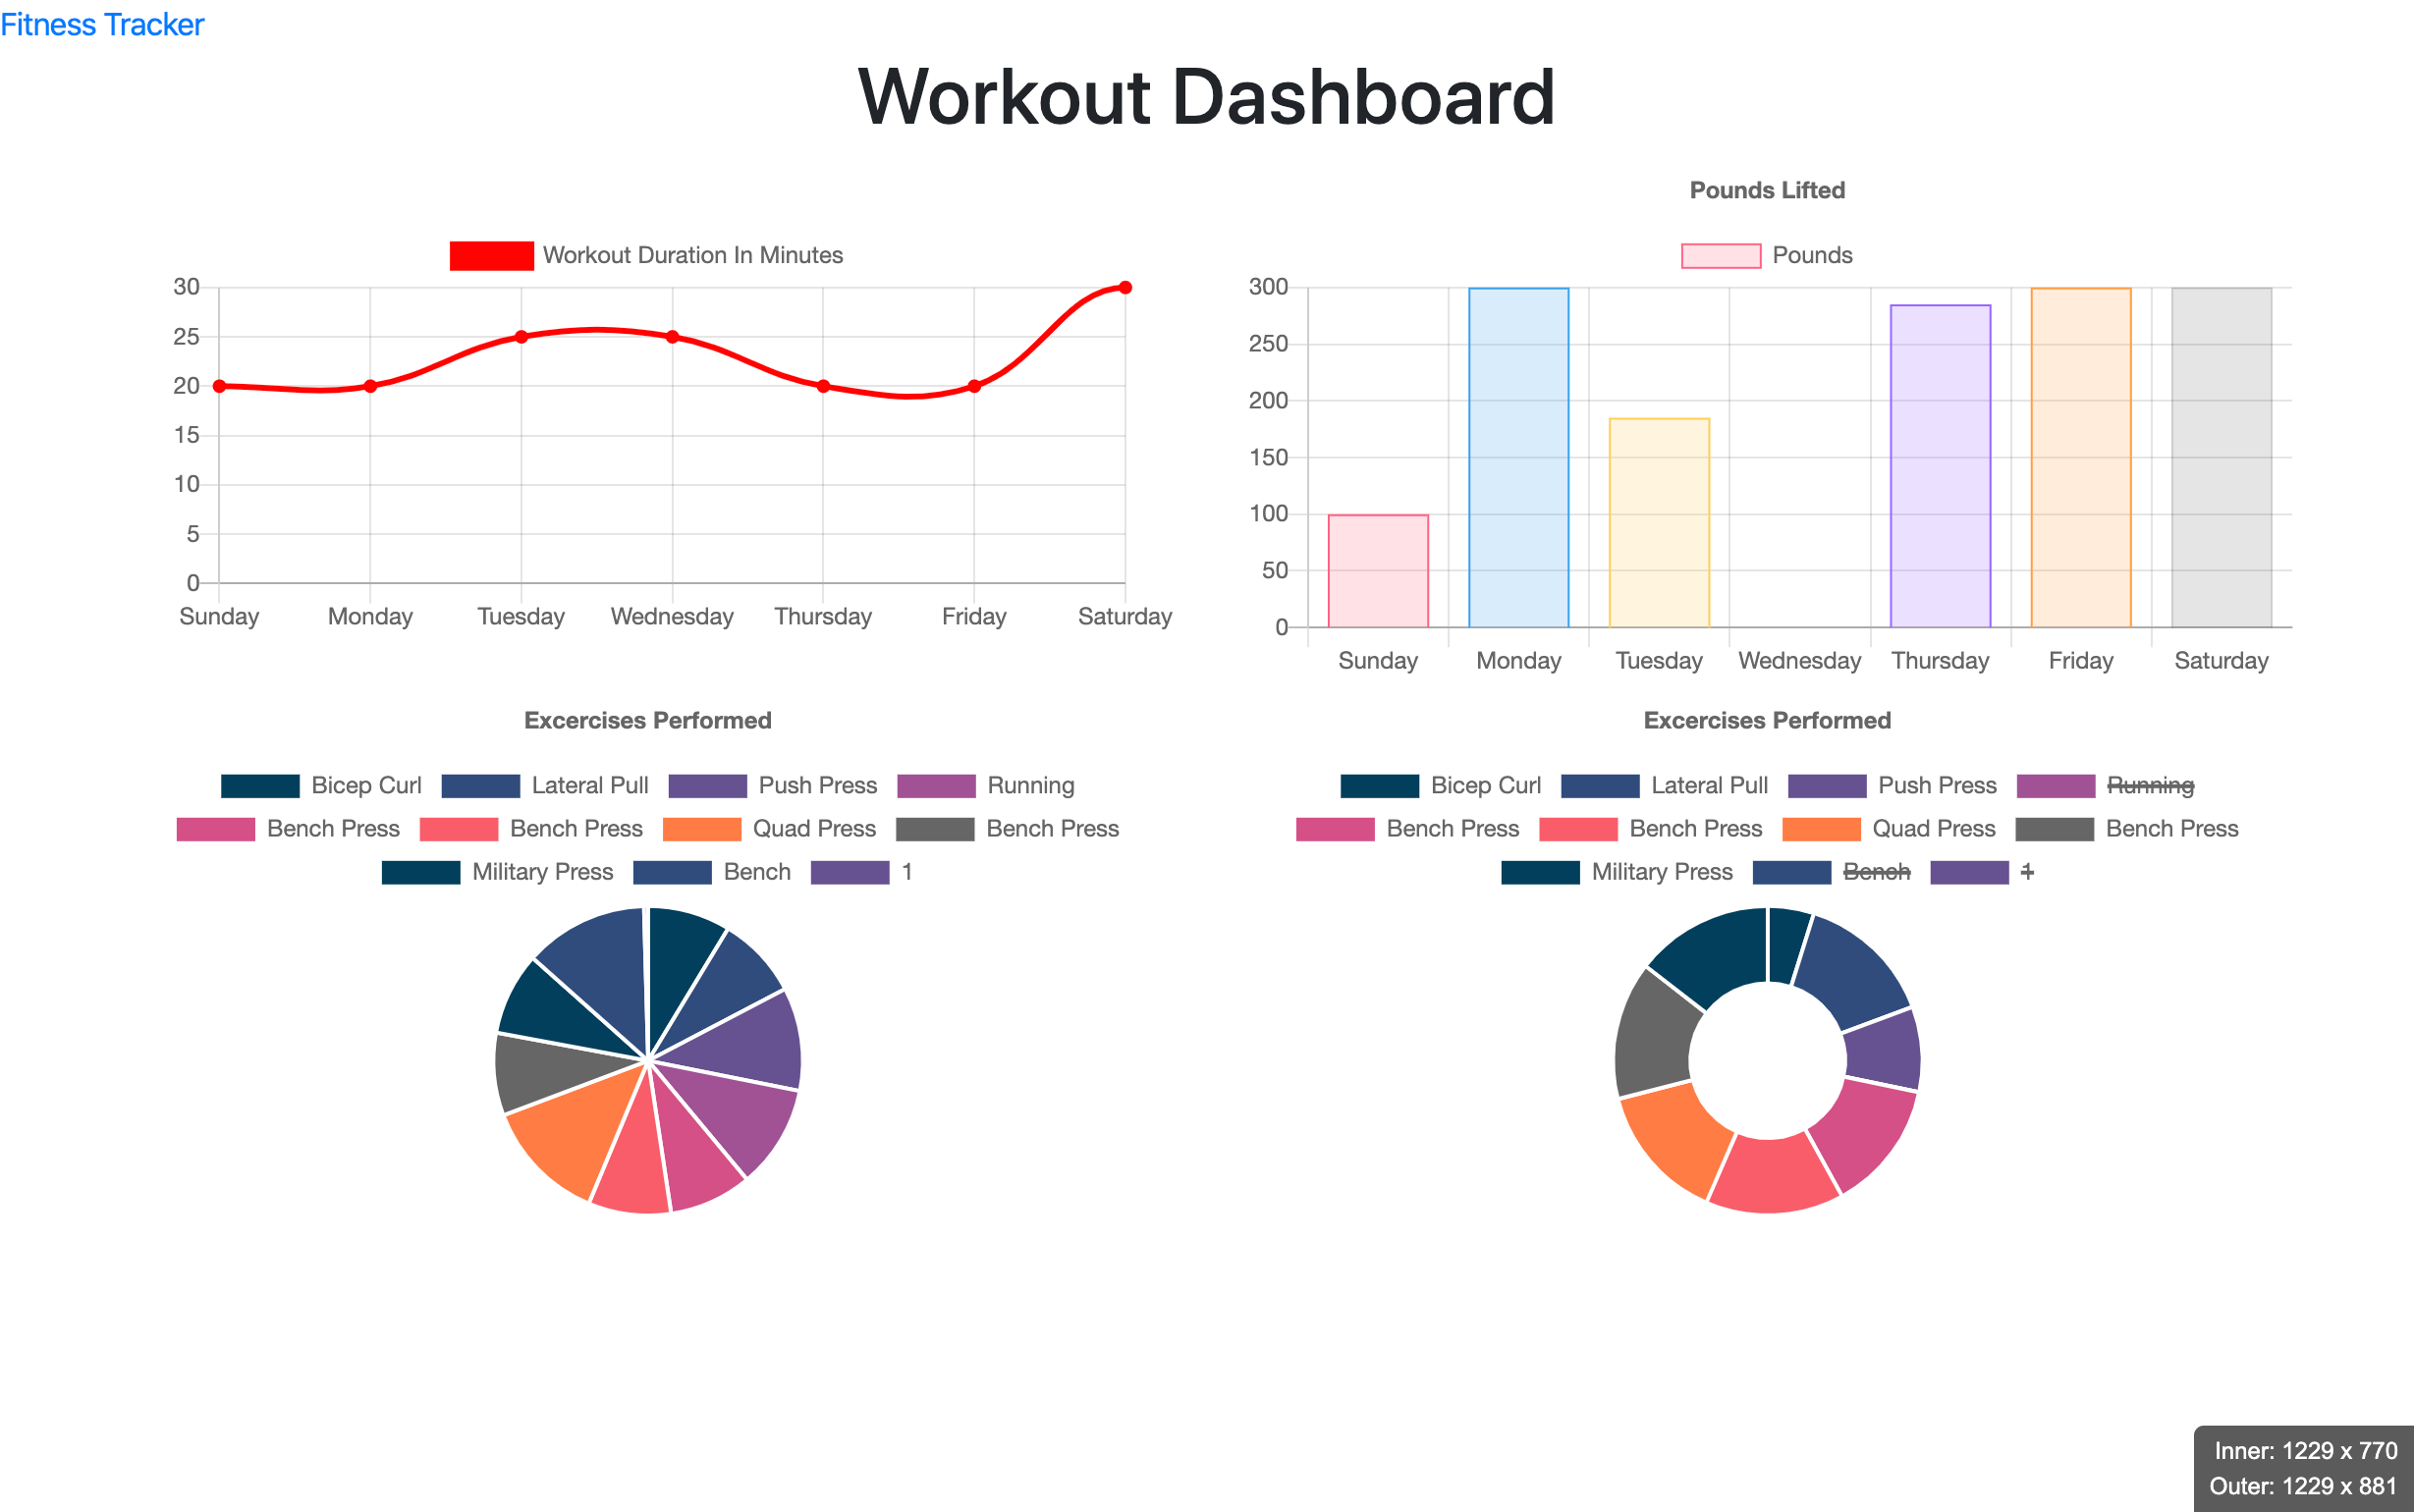 Fitness Tracker
Workout Dashboard
Workout Duration In Minutes
30
25
20
15
10
5
0
Sunday Monday Tuesday Wednesday Thursday Friday Saturday
Pounds Lifted
Pounds
300
250
200
150
100
50
0
Sunday Monday Tuesday Wednesday Thursday Friday Saturday
Excercises Performed
Bicep Curl Lateral Pull Push Press Running
Bench Press Bench Press Quad Press Bench Press
Military Press Bench 1
Excercises Performed
Bicep Curl Lateral Pull Push Press Running
Bench Press Bench Press Quad Press Bench Press
Military Press Bench 1
Inner: 1229 x 770
Outer: 1229 x 881